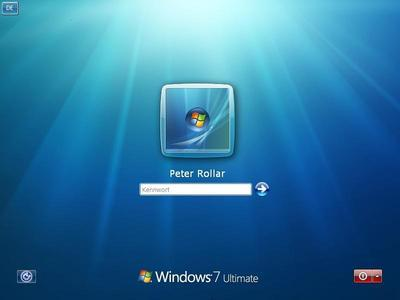 DE
Peter Rollar
Kennwort
Windows 7 Ultimate